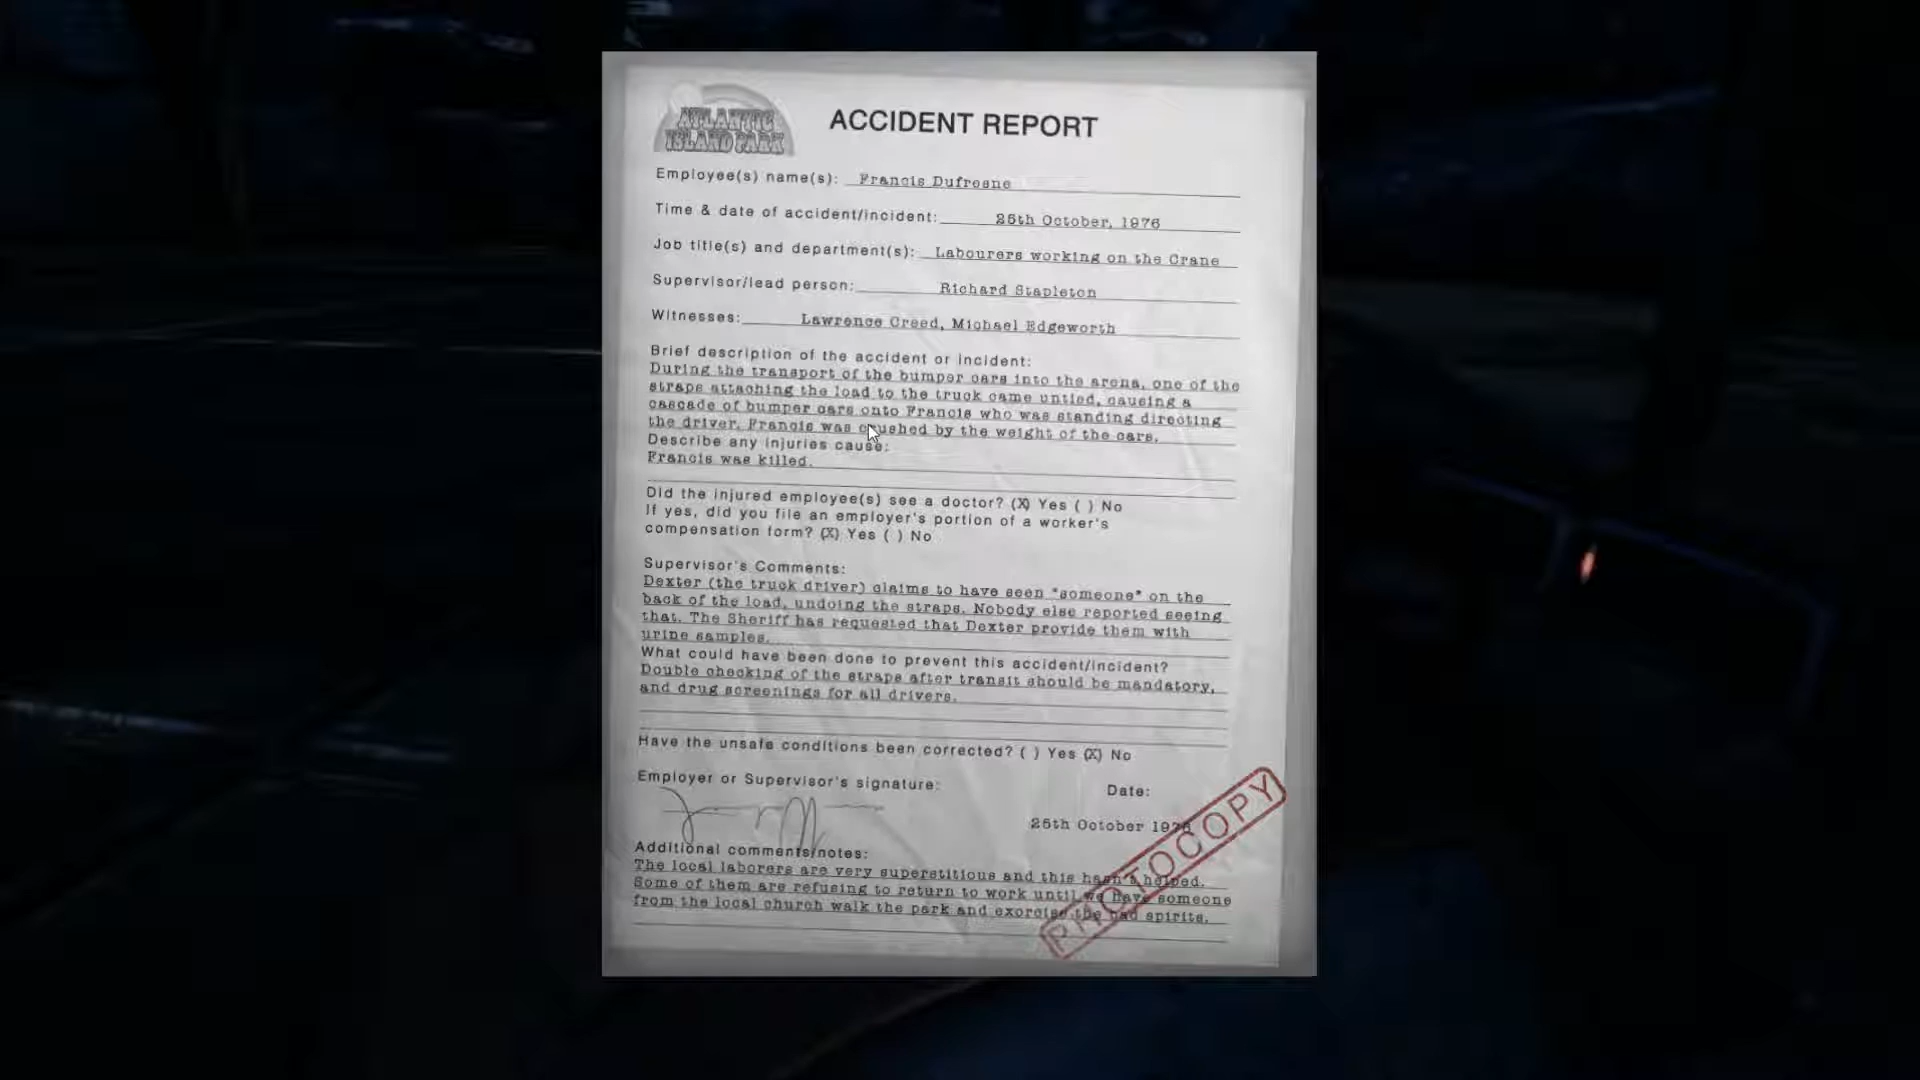 ATLANTIC
ISLAND PARK
ACCIDENT REPORT
Employee(s) name(s): Francis Dufresne
Time & date of accident/incident: 25th October, 1976
Job title(s) and department(s): Labourers working on the Crane
Supervisor/lead person: Richard Stapleton
Witnesses: Lawrence Creed, Michael Edgeworth
Brief description of the accident or incident:
During the transport of the bumper cars into the arena, one of the
straps attaching the load to the truck came untied, causing a
cascade of bumper cars onto Francis who was standing directing
the driver. Francis was crushed by the weight of the cars.
Describe any injuries cause:
Francis was killed.
Did the injured employee(s) see a doctor? (X) Yes ( ) No
If yes, did you file an employer's portion of a worker's
compensation form? (X) Yes ( ) No
Supervisor's Comments:
Dexter (the truck driver) claims to have seen "someone" on the
back of the load, undoing the straps. Nobody else reported seeing
that. The Sheriff has requested that Dexter provide them with
urine samples.
What could have been done to prevent this accident/incident?
Double checking of the straps after transit should be mandatory,
and drug screenings for all drivers.
Have the unsafe conditions been corrected? ( ) Yes (X) No
Employer or Supervisor's signature: Date:
25th October 1976
Additional comments/notes:
The local laborers are very superstitious and this hasn't helped.
Some of them are refusing to return to work until we have someone
from the local church walk the park and exorcise the bad spirits.
PHOTOCOPY